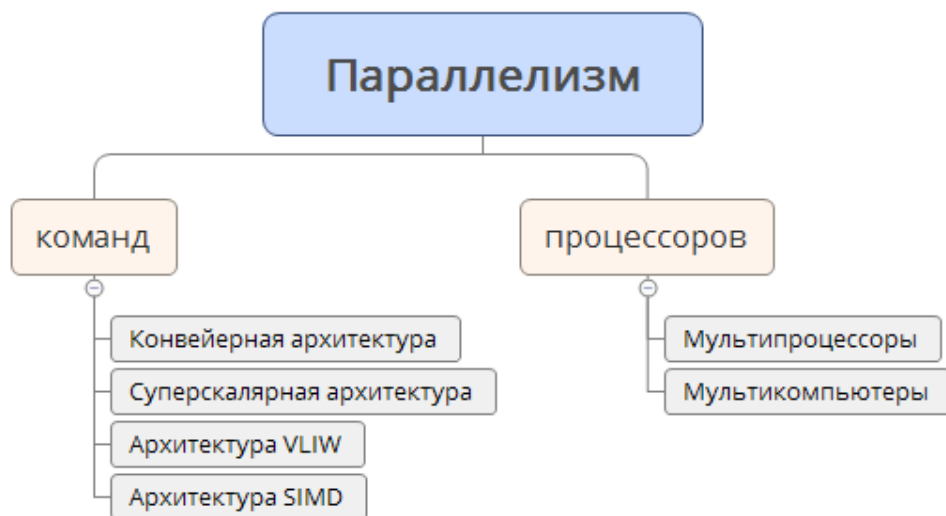 Параллелизм
команд
процессоров
Конвейерная архитектура
Суперскалярная архитектура
Архитектура VLIW
Архитектура SIMD
Мультипроцессоры
Мультикомпьютеры